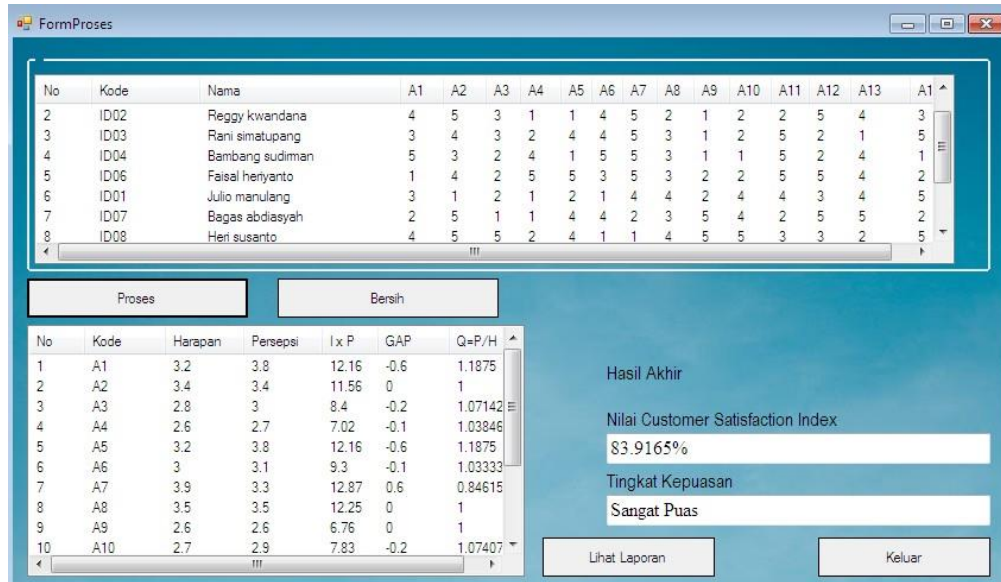 FormProses
No Kode Nama A1 A2 A3 A4 A5 A6 A7 A8 A9 A10 A11 A12 A13 A1
2 ID02 Reggy kwandana 4 5 3 1 1 4 5 2 1 2 2 5 4 3
3 ID03 Rani simatupang 3 4 3 2 4 4 5 3 1 2 5 2 1 5
4 ID04 Bambang sudirman 5 3 2 4 1 5 5 3 1 1 5 2 4 1
5 ID06 Faisal heriyanto 1 4 2 5 5 3 5 3 2 2 5 5 4 2
6 ID01 Julio manulang 3 1 2 1 2 1 4 4 2 4 4 3 4 5
7 ID07 Bagas abdiasyah 2 5 1 1 4 4 2 3 5 4 2 5 5 2
8 ID08 Heri susanto 4 5 5 2 4 1 1 4 5 5 3 3 2 5
Proses Bersih
No Kode Harapan Persepsi I x P GAP Q=P/H
1 A1 3.2 3.8 12.16 -0.6 1.1875
2 A2 3.4 3.4 11.56 0 1
3 A3 2.8 3 8.4 -0.2 1.07142
4 A4 2.6 2.7 7.02 -0.1 1.03846
5 A5 3.2 3.8 12.16 -0.6 1.1875
6 A6 3 3.1 9.3 -0.1 1.03333
7 A7 3.9 3.3 12.87 0.6 0.84615
8 A8 3.5 3.5 12.25 0 1
9 A9 2.6 2.6 6.76 0 1
10 A10 2.7 2.9 7.83 -0.2 1.07407
Hasil Akhir
Nilai Customer Satisfaction Index
83.9165%
Tingkat Kepuasan
Sangat Puas
Lihat Laporan Keluar